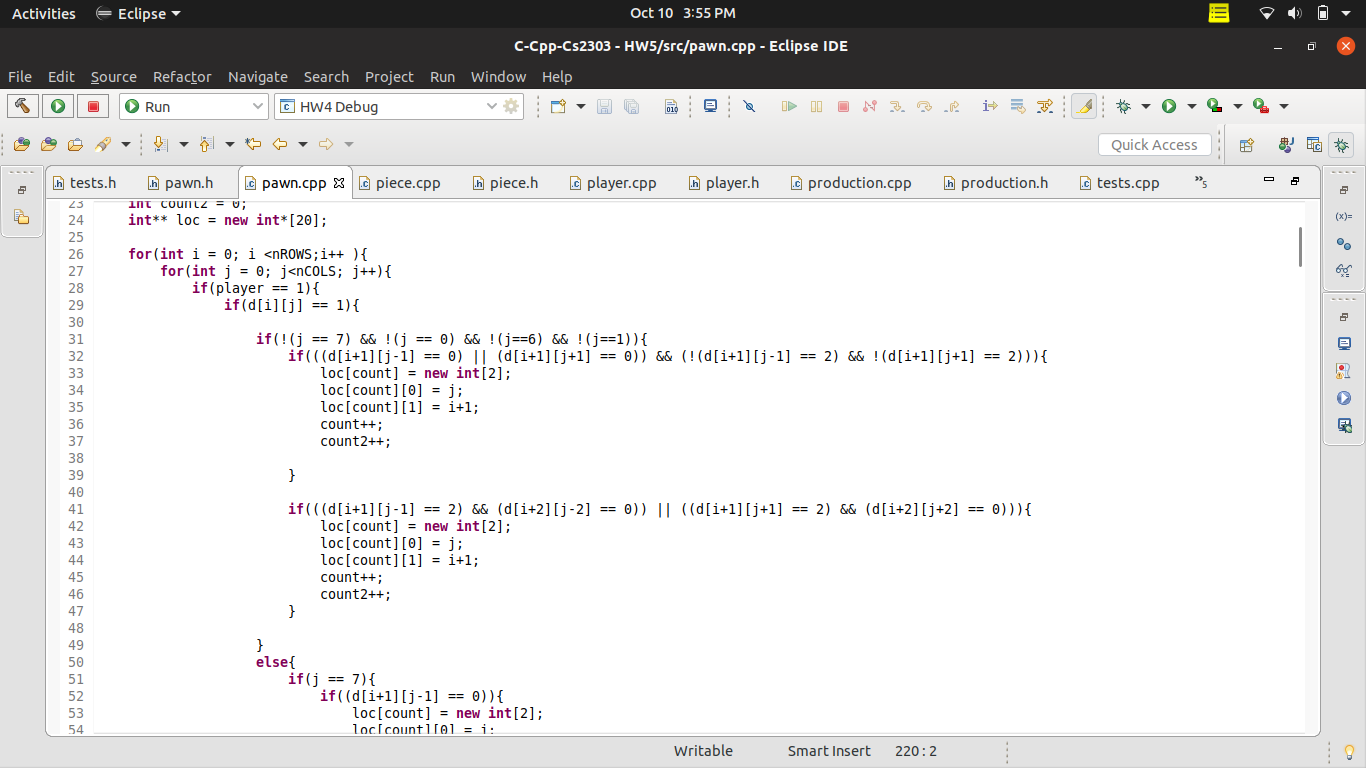 Activities Eclipse Oct 10 3:55 PM
C-Cpp-Cs2303 - HW5/src/pawn.cpp - Eclipse IDE
File Edit Source Refactor Navigate Search Project Run Window Help
Run HW4 Debug
Quick Access
tests.h pawn.h pawn.cpp piece.cpp piece.h player.cpp player.h production.cpp production.h tests.cpp »5
23 int count2 = 0;
24 int** loc = new int*[20];
25
26 for(int i = 0; i <nROWS;i++ ){
27 for(int j = 0; j<nCOLS; j++){
28 if(player == 1){
29 if(d[i][j] == 1){
30
31 if(!(j == 7) && !(j == 0) && !(j==6) && !(j==1)){
32 if(((d[i+1][j-1] == 0) || (d[i+1][j+1] == 0)) && (!(d[i+1][j-1] == 2) && !(d[i+1][j+1] == 2))){
33 loc[count] = new int[2];
34 loc[count][0] = j;
35 loc[count][1] = i+1;
36 count++;
37 count2++;
38
39 }
40
41 if(((d[i+1][j-1] == 2) && (d[i+2][j-2] == 0)) || ((d[i+1][j+1] == 2) && (d[i+2][j+2] == 0))){
42 loc[count] = new int[2];
43 loc[count][0] = j;
44 loc[count][1] = i+1;
45 count++;
46 count2++;
47 }
48
49 }
50 else{
51 if(j == 7){
52 if((d[i+1][j-1] == 0)){
53 loc[count] = new int[2];
54 loc[count][0] = j;
Writable Smart Insert 220 : 2